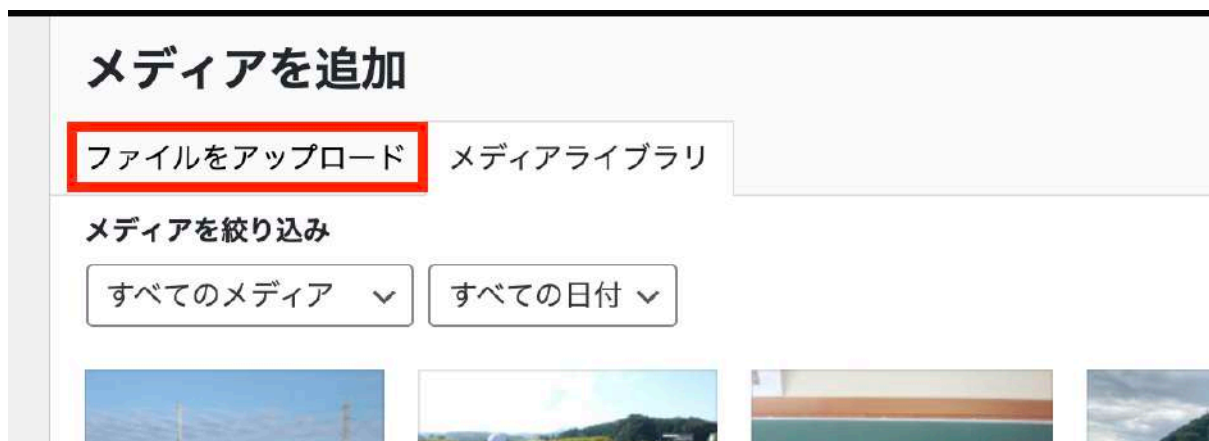 メディアを追加
ファイルをアップロード メディアライブラリ
メディアを絞り込み
すべてのメディア すべての日付